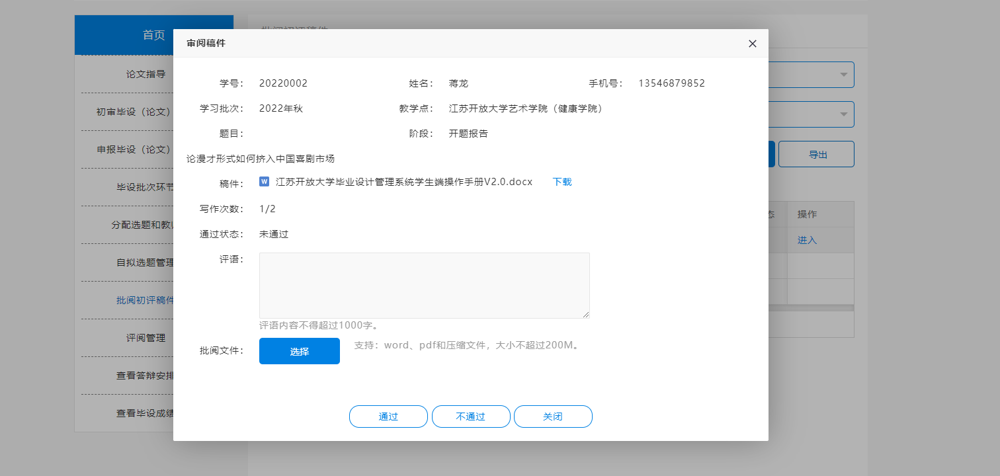 首页
论文指导
初审毕设（论文）
申报毕设（论文）
毕设批次环节
分配选题和教
自拟选题管理
批阅初评稿件
评阅管理
查看答辩安排
查看毕设成绩
批阅初评稿件
导出
态 操作
进入
审阅稿件
学号： 20220002 姓名： 蒋龙 手机号： 13546879852
学习批次： 2022年秋 教学点： 江苏开放大学艺术学院（健康学院）
题目： 阶段： 开题报告
论漫才形式如何挤入中国喜剧市场
稿件： W 江苏开放大学毕业设计管理系统学生端操作手册V2.0.docx 下载
写作次数： 1/2
通过状态： 未通过
评语：
评语内容不得超过1000字。
批阅文件： 选择 支持：word、pdf和压缩文件，大小不超过200M。
通过 不通过 关闭